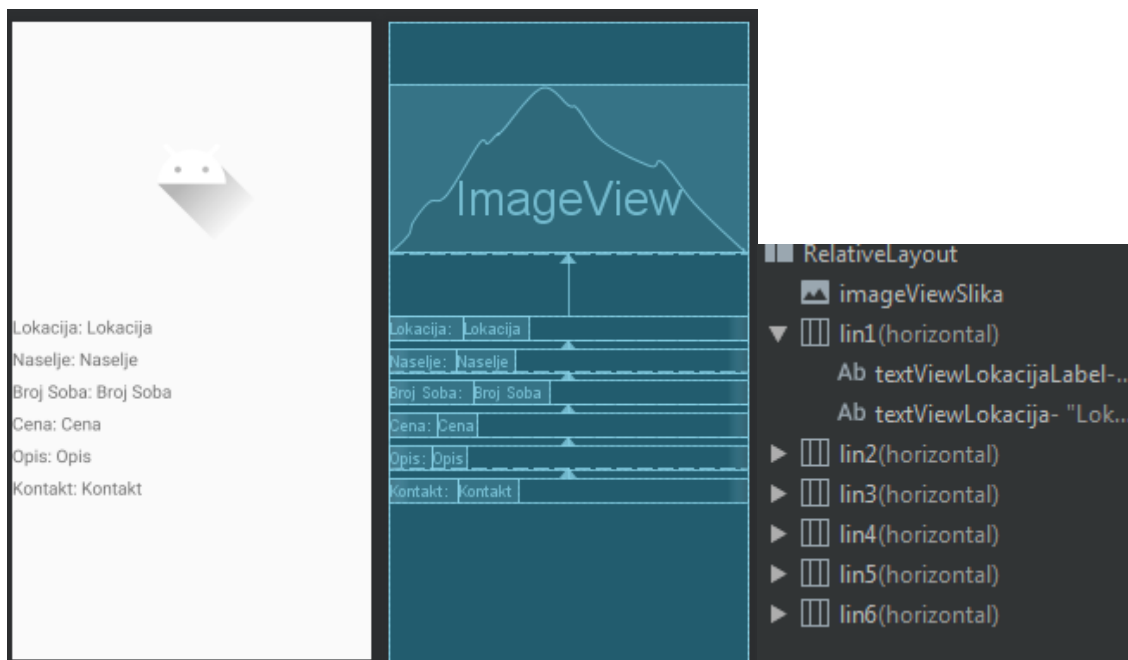 Lokacija: Lokacija
Naselje: Naselje
Broj Soba: Broj Soba
Cena: Cena
Opis: Opis
Kontakt: Kontakt
ImageView
Lokacija: Lokacija
Naselje: Naselje
Broj Soba: Broj Soba
Cena: Cena
Opis: Opis
Kontakt: Kontakt
RelativeLayout
imageViewSlika
lin1(horizontal)
Ab textViewLokacijaLabel-...
Ab textViewLokacija- "Lok...
lin2(horizontal)
lin3(horizontal)
lin4(horizontal)
lin5(horizontal)
lin6(horizontal)